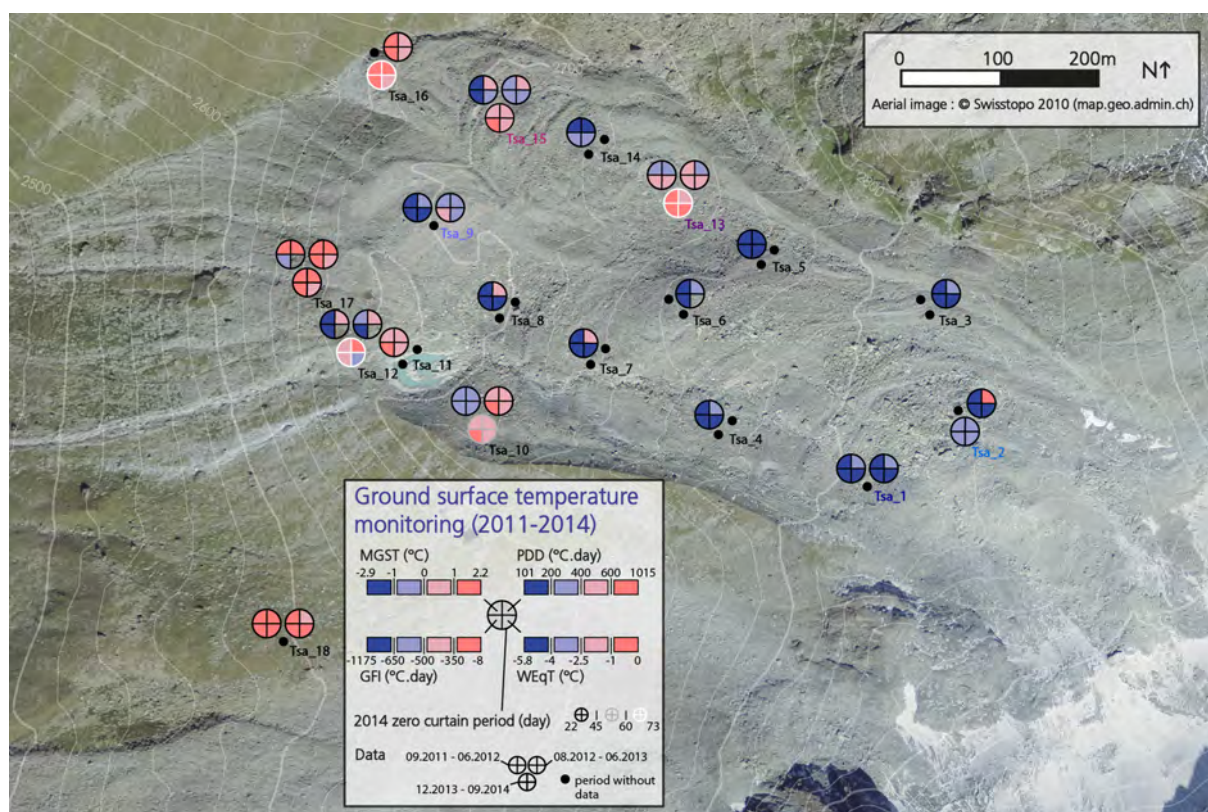 0 100 200m
N↑
Aerial image : © Swisstopo 2010 (map.geo.admin.ch)
Tsa_16
2600
Tsa_15
Tsa_14
2500
Tsa_13
Tsa_9
Tsa_5
Tsa_17
Tsa_8
Tsa_6
Tsa_3
Tsa_12
Tsa_11
Tsa_7
Tsa_10
Tsa_4
Tsa_2
Tsa_1
Tsa_18
Ground surface temperature
monitoring (2011-2014)
MGST (ºC) PDD (ºC.day)
-2.9 -1 0 1 2.2 101 200 400 600 1015
-1175 -650 -500 -350 -8 -5.8 -4 -2.5 -1 0
GFI (ºC.day) WEqT (ºC)
2014 zero curtain period (day)
22 45 60 73
Data 09.2011 - 06.2012 08.2012 - 06.2013
12.2013 - 09.2014 period without
data